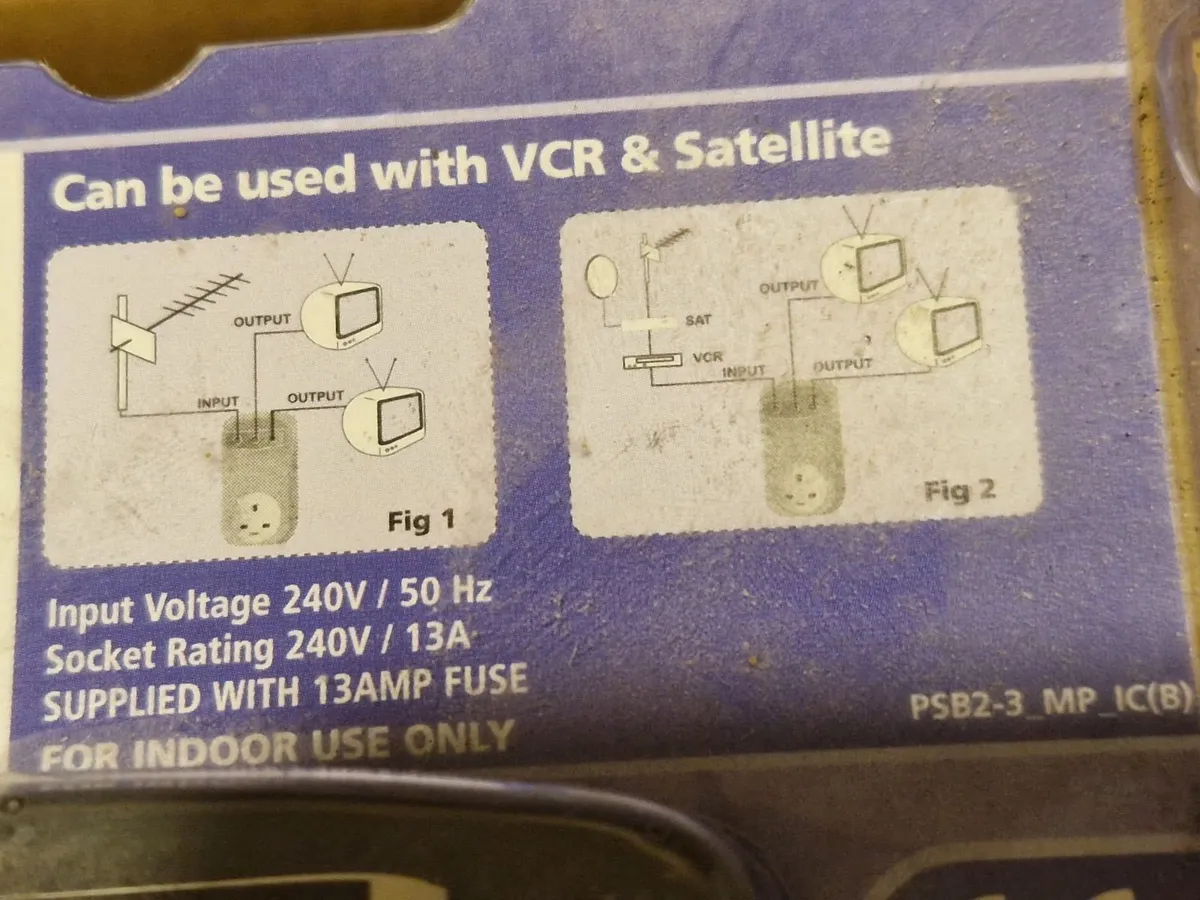 Can be used with VCR & Satellite
OUTPUT
OUTPUT
INPUT
Fig 1
OUTPUT
SAT
VCR
INPUT
OUTPUT
Fig 2
Input Voltage 240V / 50 Hz
Socket Rating 240V / 13A
SUPPLIED WITH 13AMP FUSE
FOR INDOOR USE ONLY
PSB2-3_MP_IC(B)